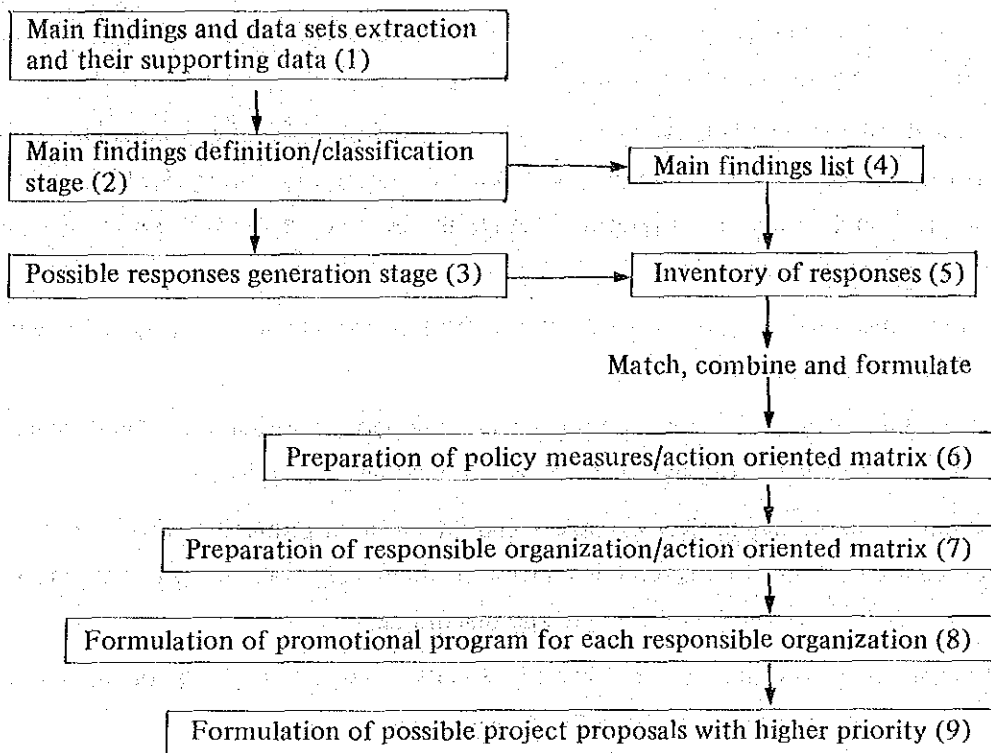 Main findings and data sets extraction
and their supporting data (1)
Main findings definition/classification
stage (2)
Main findings list (4)
Possible responses generation stage (3)
Inventory of responses (5)
Match, combine and formulate
Preparation of policy measures/action oriented matrix (6)
Preparation of responsible organization/action oriented matrix (7)
Formulation of promotional program for each responsible organization (8)
Formulation of possible project proposals with higher priority (9)